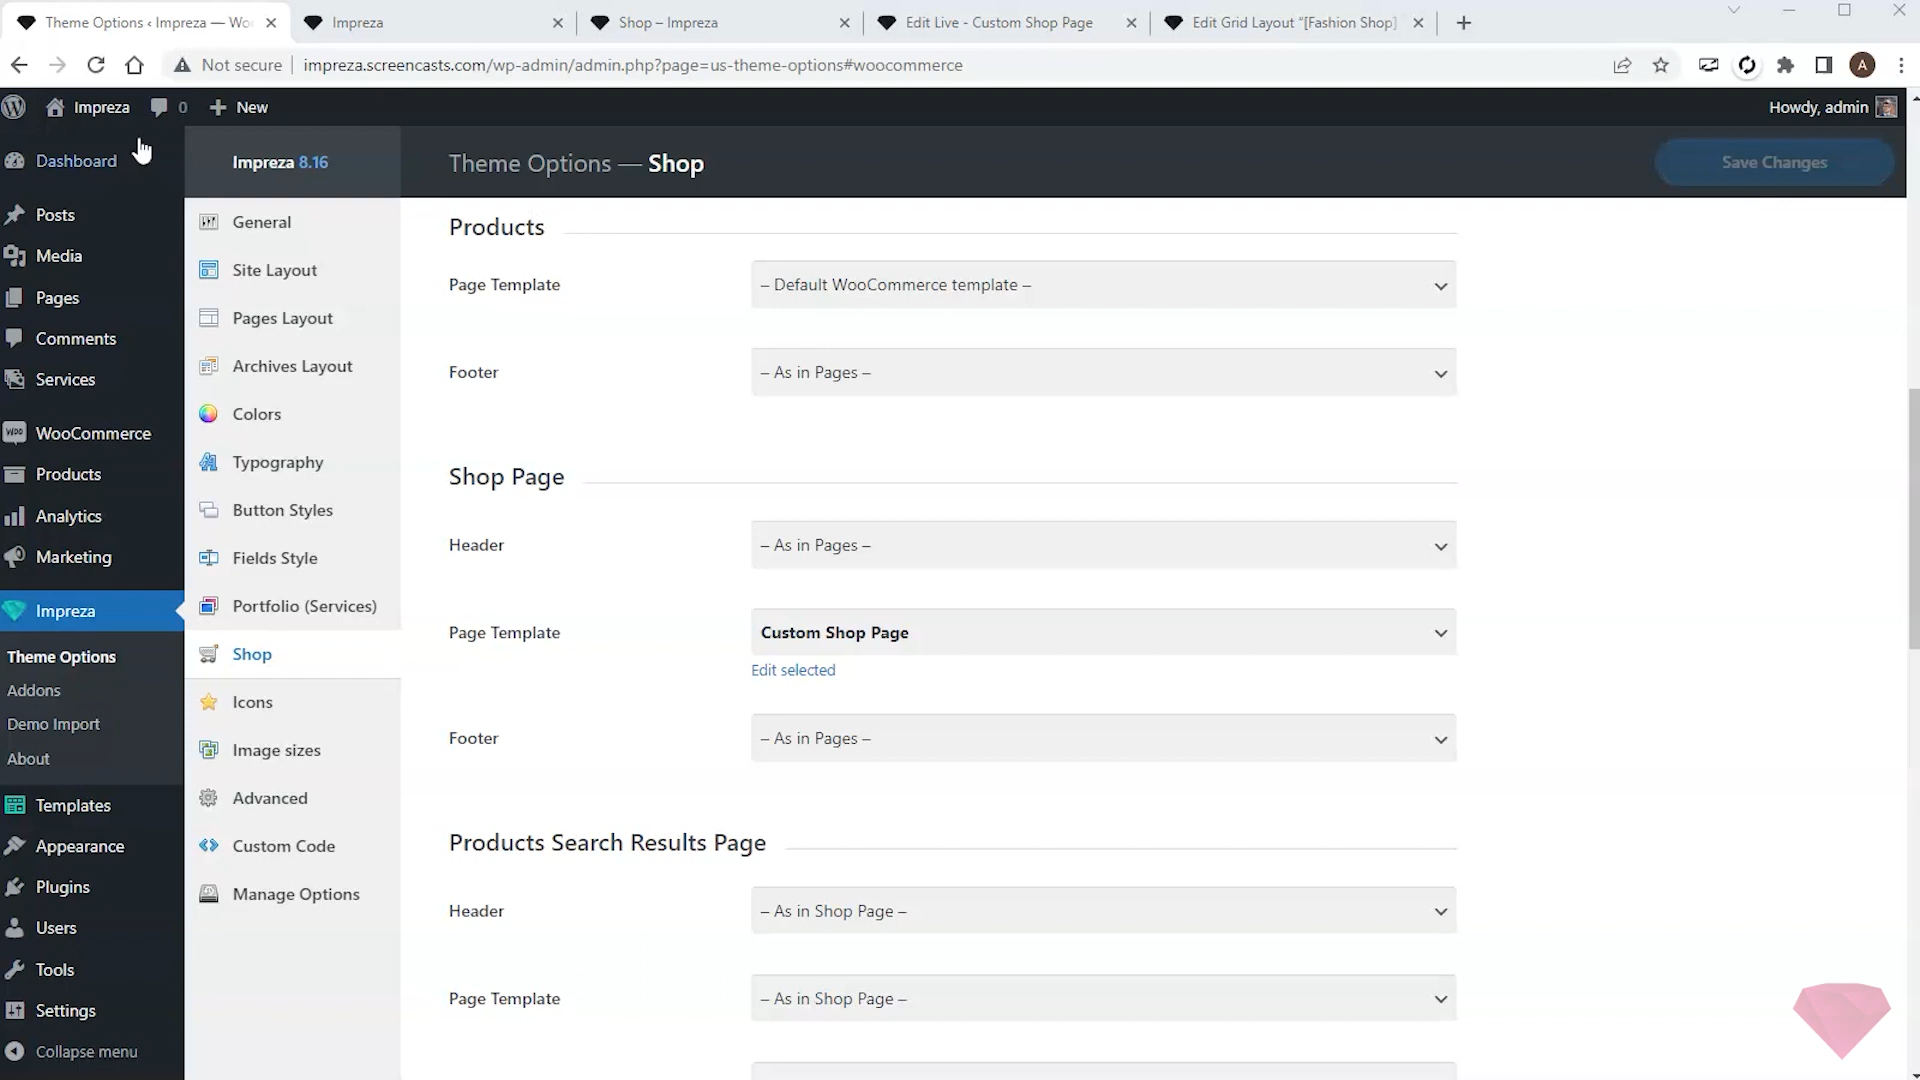 Theme Options ‹ Impreza — Wo
Impreza
Shop – Impreza
Edit Live - Custom Shop Page
Edit Grid Layout "[Fashion Shop]
Not secure
impreza.screencasts.com/wp-admin/admin.php?page=us-theme-options#woocommerce
A
Impreza
0
New
Howdy, admin
Dashboard
Posts
Media
Pages
Comments
Services
WooCommerce
Products
Analytics
Marketing
Impreza
Theme Options
Addons
Demo Import
About
Templates
Appearance
Plugins
Users
Tools
Settings
Collapse menu
Impreza 8.16
General
Site Layout
Pages Layout
Archives Layout
Colors
Typography
Button Styles
Fields Style
Portfolio (Services)
Shop
Icons
Image sizes
Advanced
Custom Code
Manage Options
Theme Options — Shop
Save Changes
Products
Page Template
– Default WooCommerce template –
Footer
– As in Pages –
Shop Page
Header
– As in Pages –
Page Template
Custom Shop Page
Edit selected
Footer
– As in Pages –
Products Search Results Page
Header
– As in Shop Page –
Page Template
– As in Shop Page –